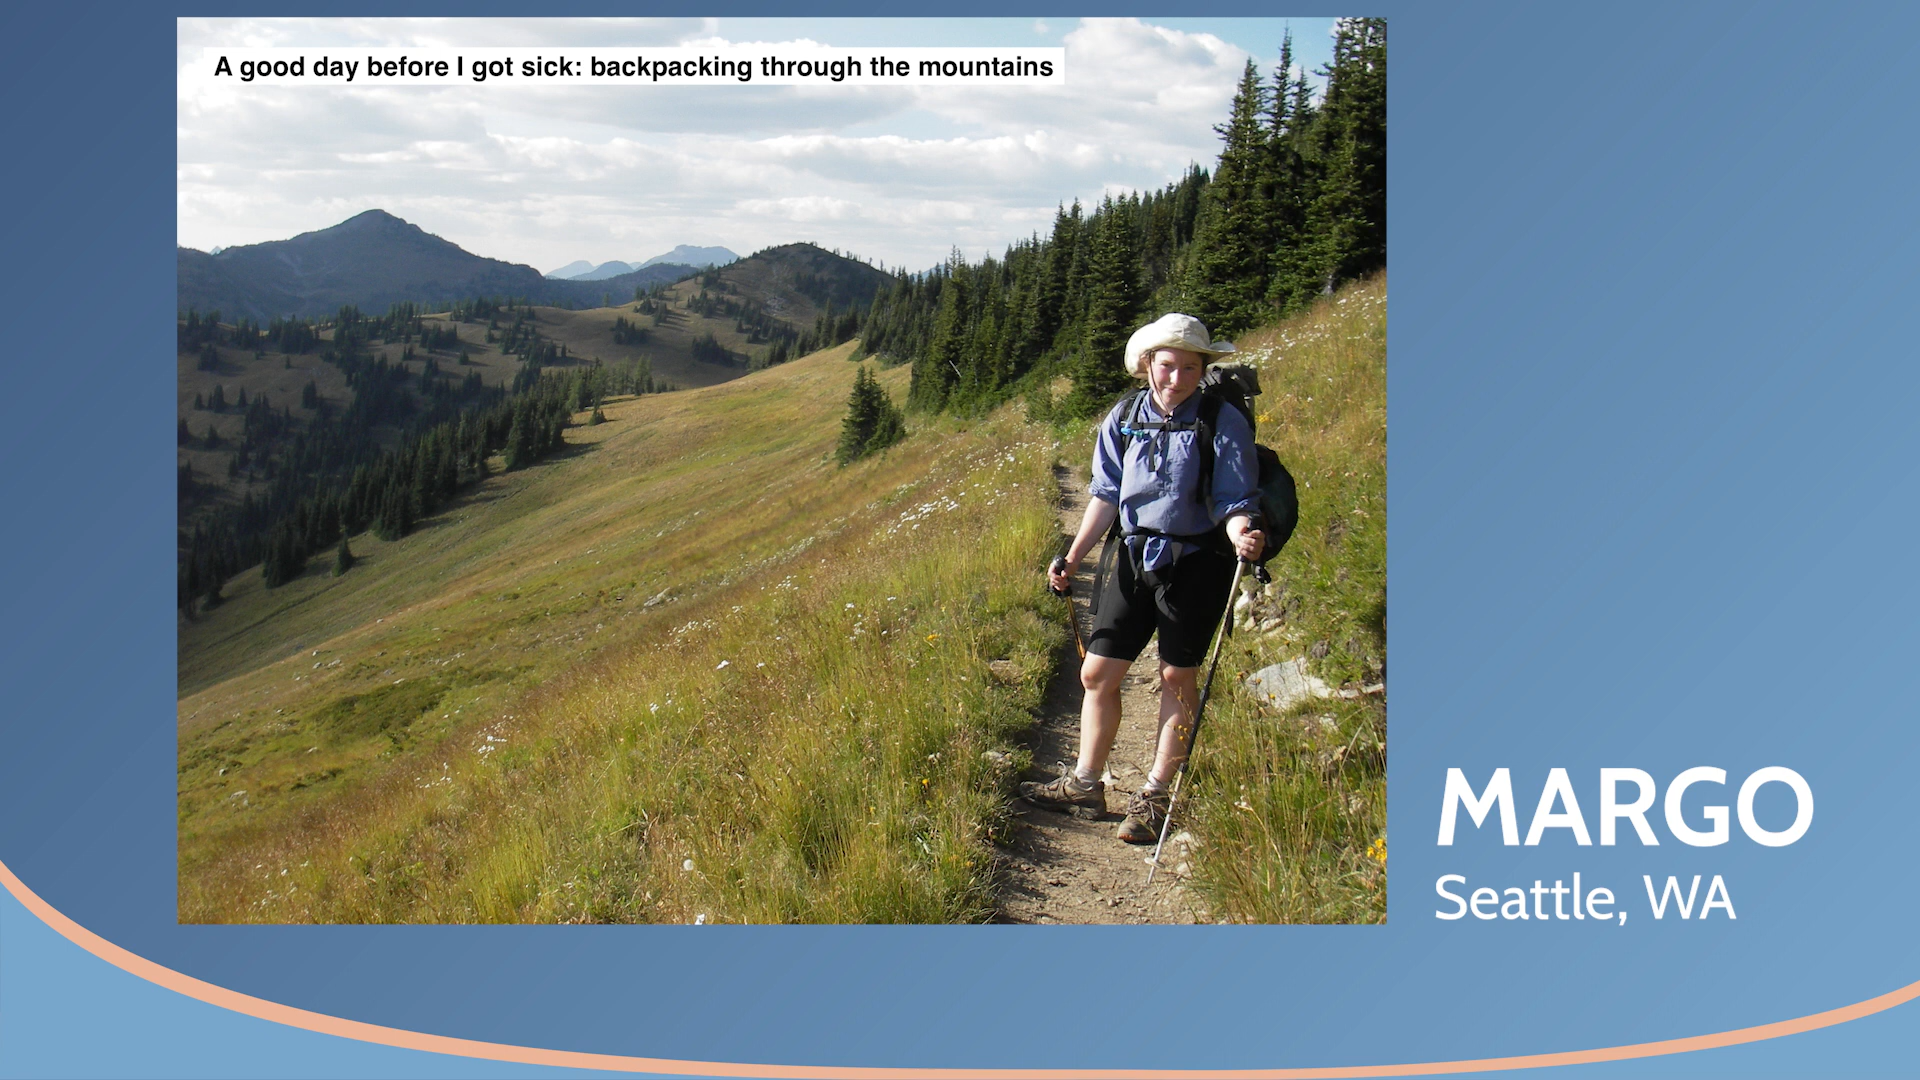 A good day before I got sick: backpacking through the mountains
MARGO
Seattle, WA